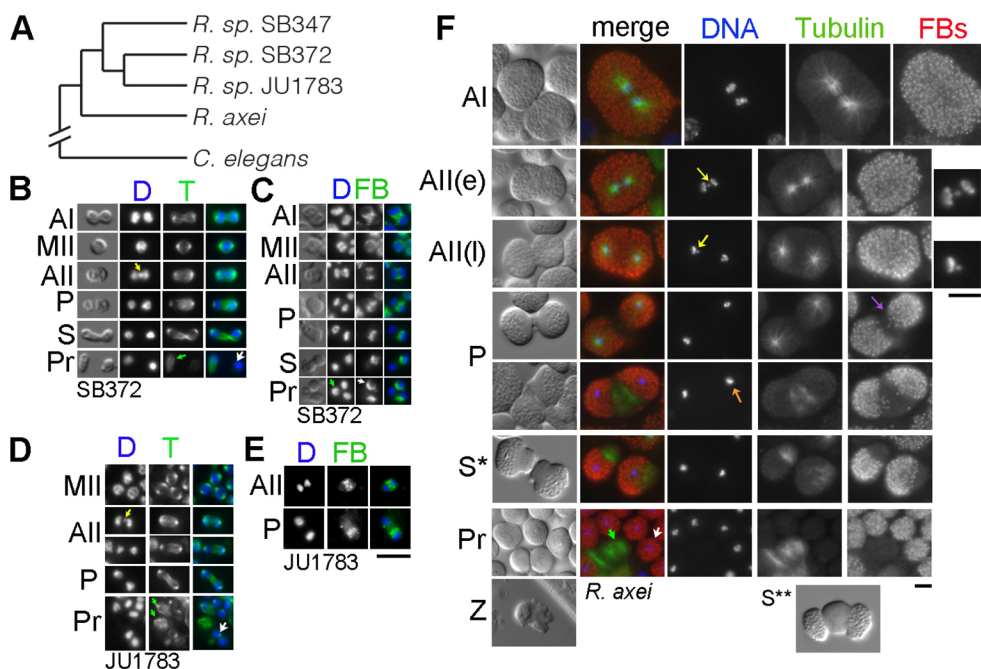 A
R. sp. SB347
R. sp. SB372
R. sp. JU1783
R. axei
C. elegans
B
D T
AI
MII
AII
P
S
Pr
SB372
C
D FB
AI
MII
AII
P
S
Pr
SB372
D
D T
MII
AII
P
Pr
JU1783
E
D FB
AII
P
JU1783
F
merge DNA Tubulin FBs
AI
AII(e)
AII(l)
P
S*
Pr
Z
R. axei
S**